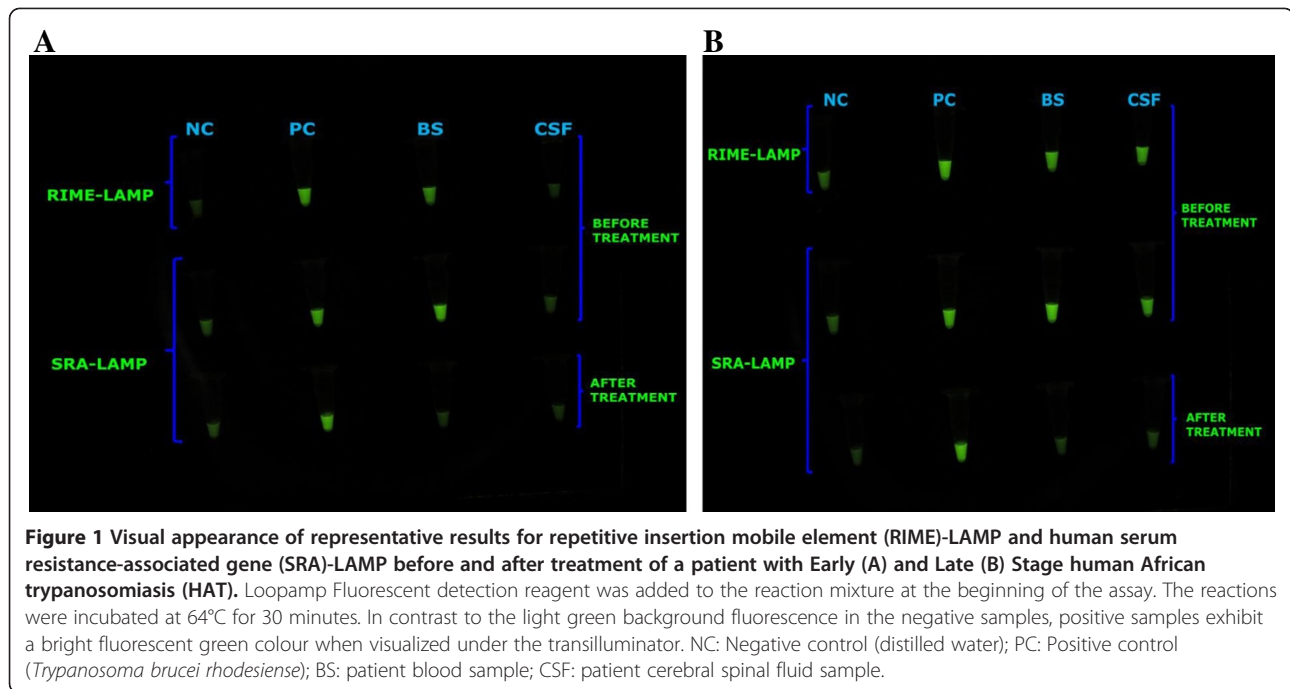 A
B
NC PC BS CSF
RIME-LAMP
BEFORE
TREATMENT
SRA-LAMP
AFTER
TREATMENT
NC PC BS CSF
RIME-LAMP
BEFORE
TREATMENT
SRA-LAMP
AFTER
TREATMENT
Figure 1 Visual appearance of representative results for repetitive insertion mobile element (RIME)-LAMP and human serum
resistance-associated gene (SRA)-LAMP before and after treatment of a patient with Early (A) and Late (B) Stage human African
trypanosomiasis (HAT). Loopamp Fluorescent detection reagent was added to the reaction mixture at the beginning of the assay. The reactions
were incubated at 64°C for 30 minutes. In contrast to the light green background fluorescence in the negative samples, positive samples exhibit
a bright fluorescent green colour when visualized under the transilluminator. NC: Negative control (distilled water); PC: Positive control
(Trypanosoma brucei rhodesiense); BS: patient blood sample; CSF: patient cerebral spinal fluid sample.